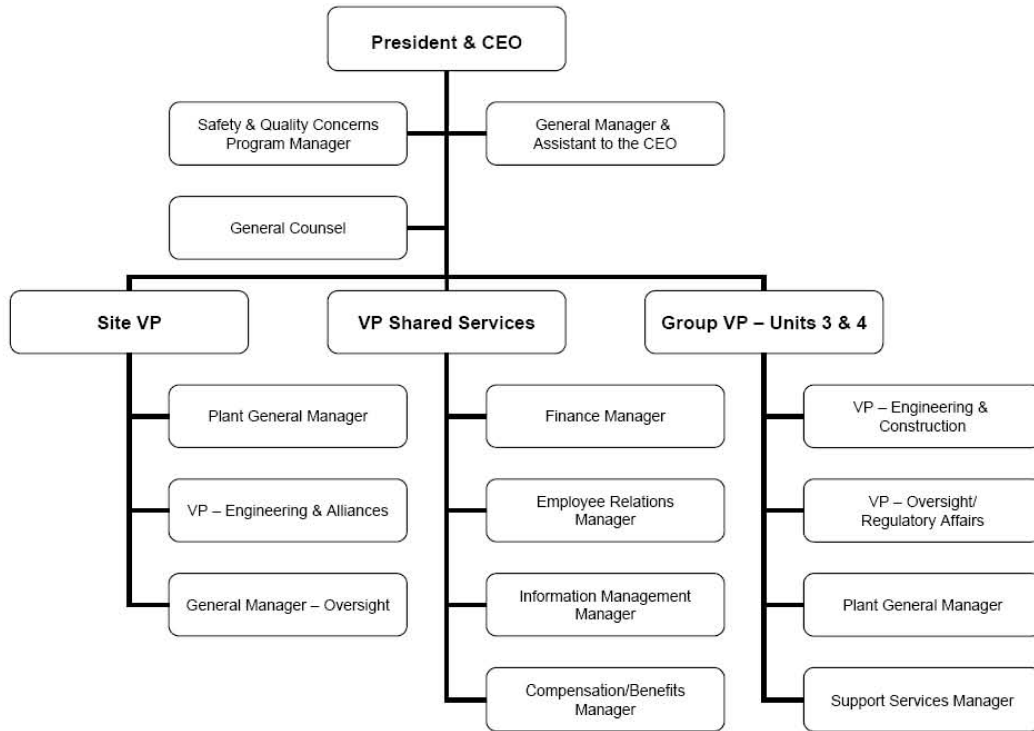 President & CEO
Safety & Quality Concerns
Program Manager
General Manager &
Assistant to the CEO
General Counsel
Site VP
VP Shared Services
Group VP – Units 3 & 4
Plant General Manager
VP – Engineering & Alliances
General Manager – Oversight
Finance Manager
Employee Relations
Manager
Information Management
Manager
Compensation/Benefits
Manager
VP – Engineering &
Construction
VP – Oversight/
Regulatory Affairs
Plant General Manager
Support Services Manager